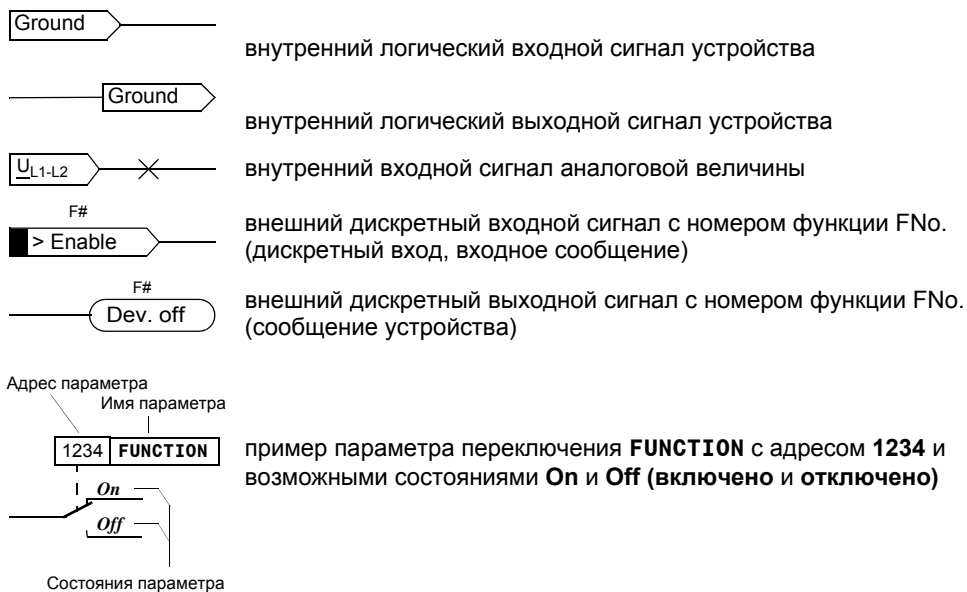 Ground
внутренний логический входной сигнал устройства
Ground
внутренний логический выходной сигнал устройства
UL1-L2
внутренний входной сигнал аналоговой величины
F#
> Enable
внешний дискретный входной сигнал с номером функции FNo.
(дискретный вход, входное сообщение)
F#
Dev. off
внешний дискретный выходной сигнал с номером функции FNo.
(сообщение устройства)
Адрес параметра
Имя параметра
1234 FUNCTION
пример параметра переключения FUNCTION с адресом 1234 и
возможными состояниями On и Off (включено и отключено)
On
Off
Состояния параметра